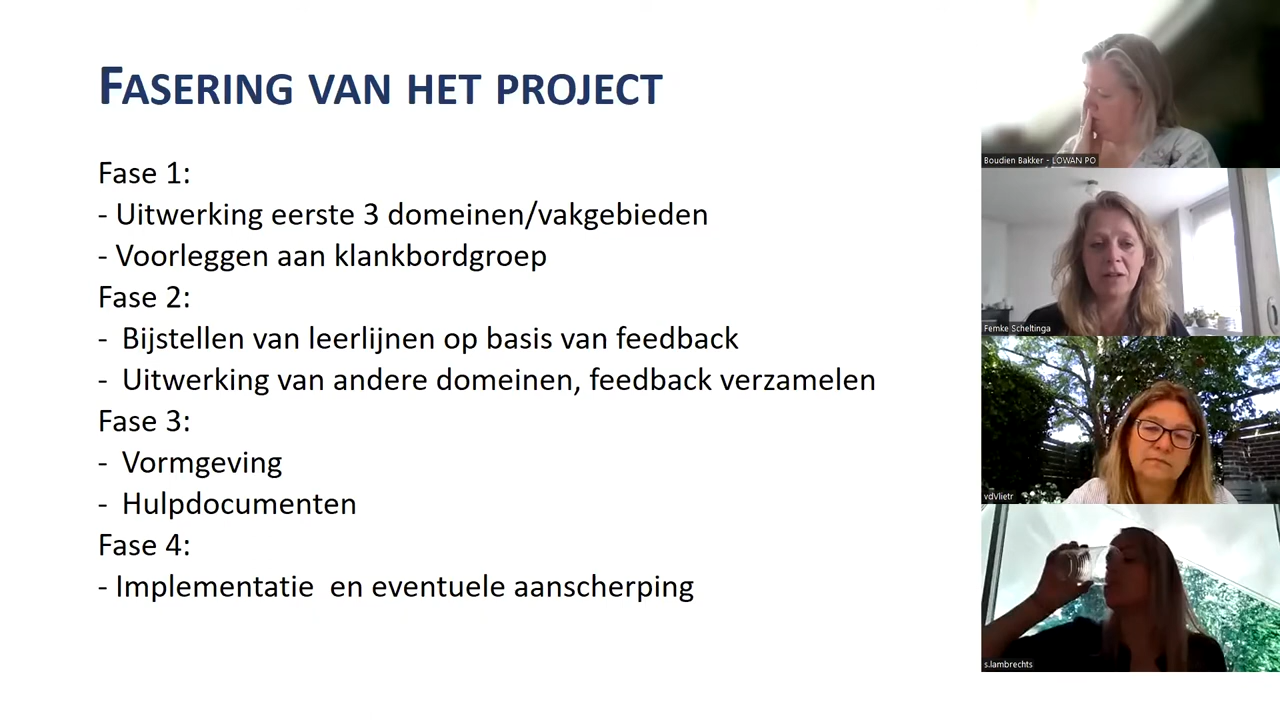 FASERING VAN HET PROJECT
Fase 1:
- Uitwerking eerste 3 domeinen/vakgebieden
- Voorleggen aan klankbordgroep
Fase 2:
- Bijstellen van leerlijnen op basis van feedback
- Uitwerking van andere domeinen, feedback verzamelen
Fase 3:
- Vormgeving
- Hulpdocumenten
Fase 4:
- Implementatie  en eventuele aanscherping
Boudien Bakker - LOWAN PO
Femke Scheltinga
vdVlietr
s.lambrechts